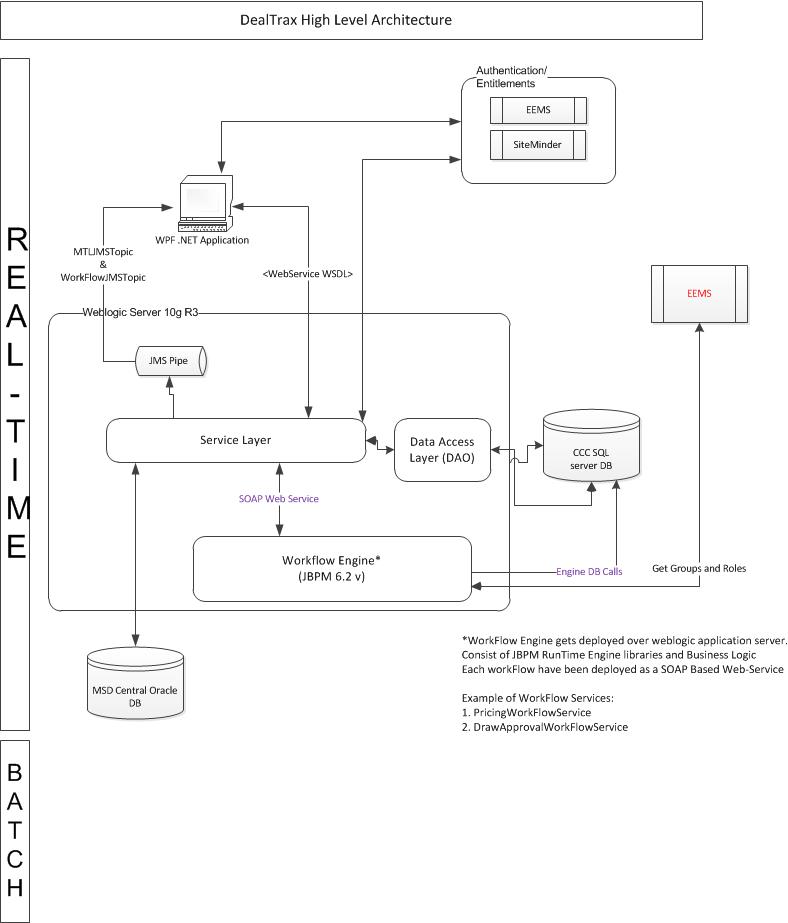 DealTrax High Level Architecture
REAL-TIME
Authentication/
Entitlements
EEMS
SiteMinder
WPF .NET Application
MTLJMSTopic
&
WorkFlowJMSTopic
<WebService WSDL>
EEMS
Weblogic Server 10g R3
JMS Pipe
Service Layer
Data Access
Layer (DAO)
CCC SQL
server DB
SOAP Web Service
Workflow Engine*
(JBPM 6.2 v)
Engine DB Calls
Get Groups and Roles
MSD Central Oracle
DB
*WorkFlow Engine gets deployed over weblogic application server.
Consist of JBPM RunTime Engine libraries and Business Logic
Each workFlow have been deployed as a SOAP Based Web-Service
Example of WorkFlow Services:
1. PricingWorkFlowService
2. DrawApprovalWorkFlowService
BATCH